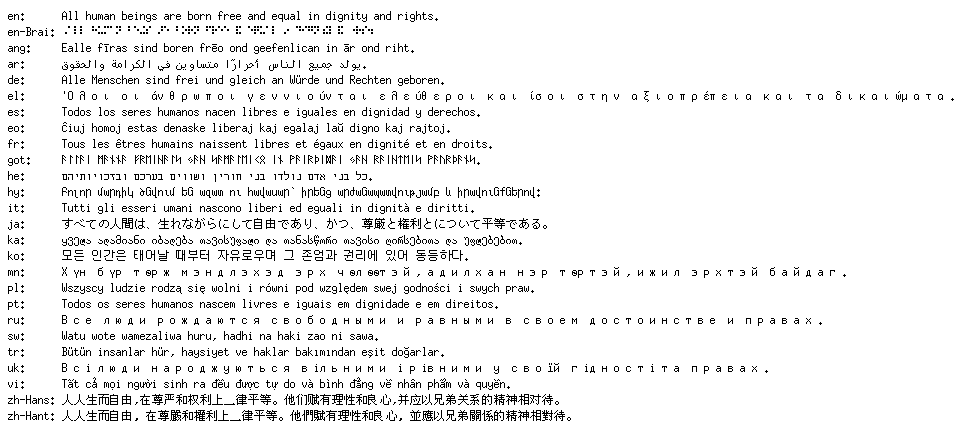 en: All human beings are born free and equal in dignity and rights.
en-Brai:
ang: Ealle fīras sind boren frēo ond geefenlican in ār ond riht.
ar: يولد جميع الناس أحرارًا متساوين في الكرامة والحقوق.
de: Alle Menschen sind frei und gleich an Würde und Rechten geboren.
el: Όλοι οι άνθρωποι γεννιούνται ελεύθεροι και ίσοι στην αξιοπρέπεια και τα δικαιώματα.
es: Todos los seres humanos nacen libres e iguales en dignidad y derechos.
eo: Ĉiuj homoj estas denaske liberaj kaj egalaj laŭ digno kaj rajtoj.
fr: Tous les êtres humains naissent libres et égaux en dignité et en droits.
got: ᚨᛚᛚᚨᛁ ᛗᚨᚾᚾᚨ ᚠᚱᛖᛁᚺᚨᛚᛋ ᛃᚨᚺ ᛋᚨᛗᚨᛚᛖᛁᚲᛟ ᛁᚾ ᚹᚨᛁᚱᚦᛁᛞᚨᛁ ᛃᚨᚺ ᚱᚨᛁᚺᛏᛖᛁᛋ ᚹᚨᚢᚱᚦᚨᚾᛋ.
he: כל בני אדם נולדו בני חורין ושווים בערכם ובזכויותיהם.
hy: Բոլոր մարդիկ ծնվում են ազատ ու հավասար՝ իրենց արժանապատվությամբ և իրավունքներով:
it: Tutti gli esseri umani nascono liberi ed eguali in dignità e diritti.
ja: すべての人間は、生れながらにして自由であり、かつ、尊厳と権利とについて平等である。
ka: ყველა ადამიანი იბადება თავისუფალი და თანასწორი თავისი ღირსებითა და უფლებებით.
ko: 모든 인간은 태어날 때부터 자유로우며 그 존엄과 권리에 있어 동등하다.
mn: Хүн бүр төрж мэндлэхэд эрх чөлөөтэй, адилхан нэр төртэй, ижил эрхтэй байдаг.
pl: Wszyscy ludzie rodzą się wolni i równi pod względem swej godności i swych praw.
pt: Todos os seres humanos nascem livres e iguais em dignidade e em direitos.
ru: Все люди рождаются свободными и равными в своем достоинстве и правах.
sw: Watu wote wamezaliwa huru, hadhi na haki zao ni sawa.
tr: Bütün insanlar hür, haysiyet ve haklar bakımından eşit doğarlar.
uk: Всі люди народжуються вільними і рівними у своїй гідності та правах.
vi: Tất cả mọi người sinh ra đều được tự do và bình đẳng về nhân phẩm và quyền.
zh-Hans: 人人生而自由,在尊严和权利上一律平等。他们赋有理性和良心,并应以兄弟关系的精神相对待。
zh-Hant: 人人生而自由, 在尊嚴和權利上一律平等。他們賦有理性和良心, 並應以兄弟關係的精神相對待。